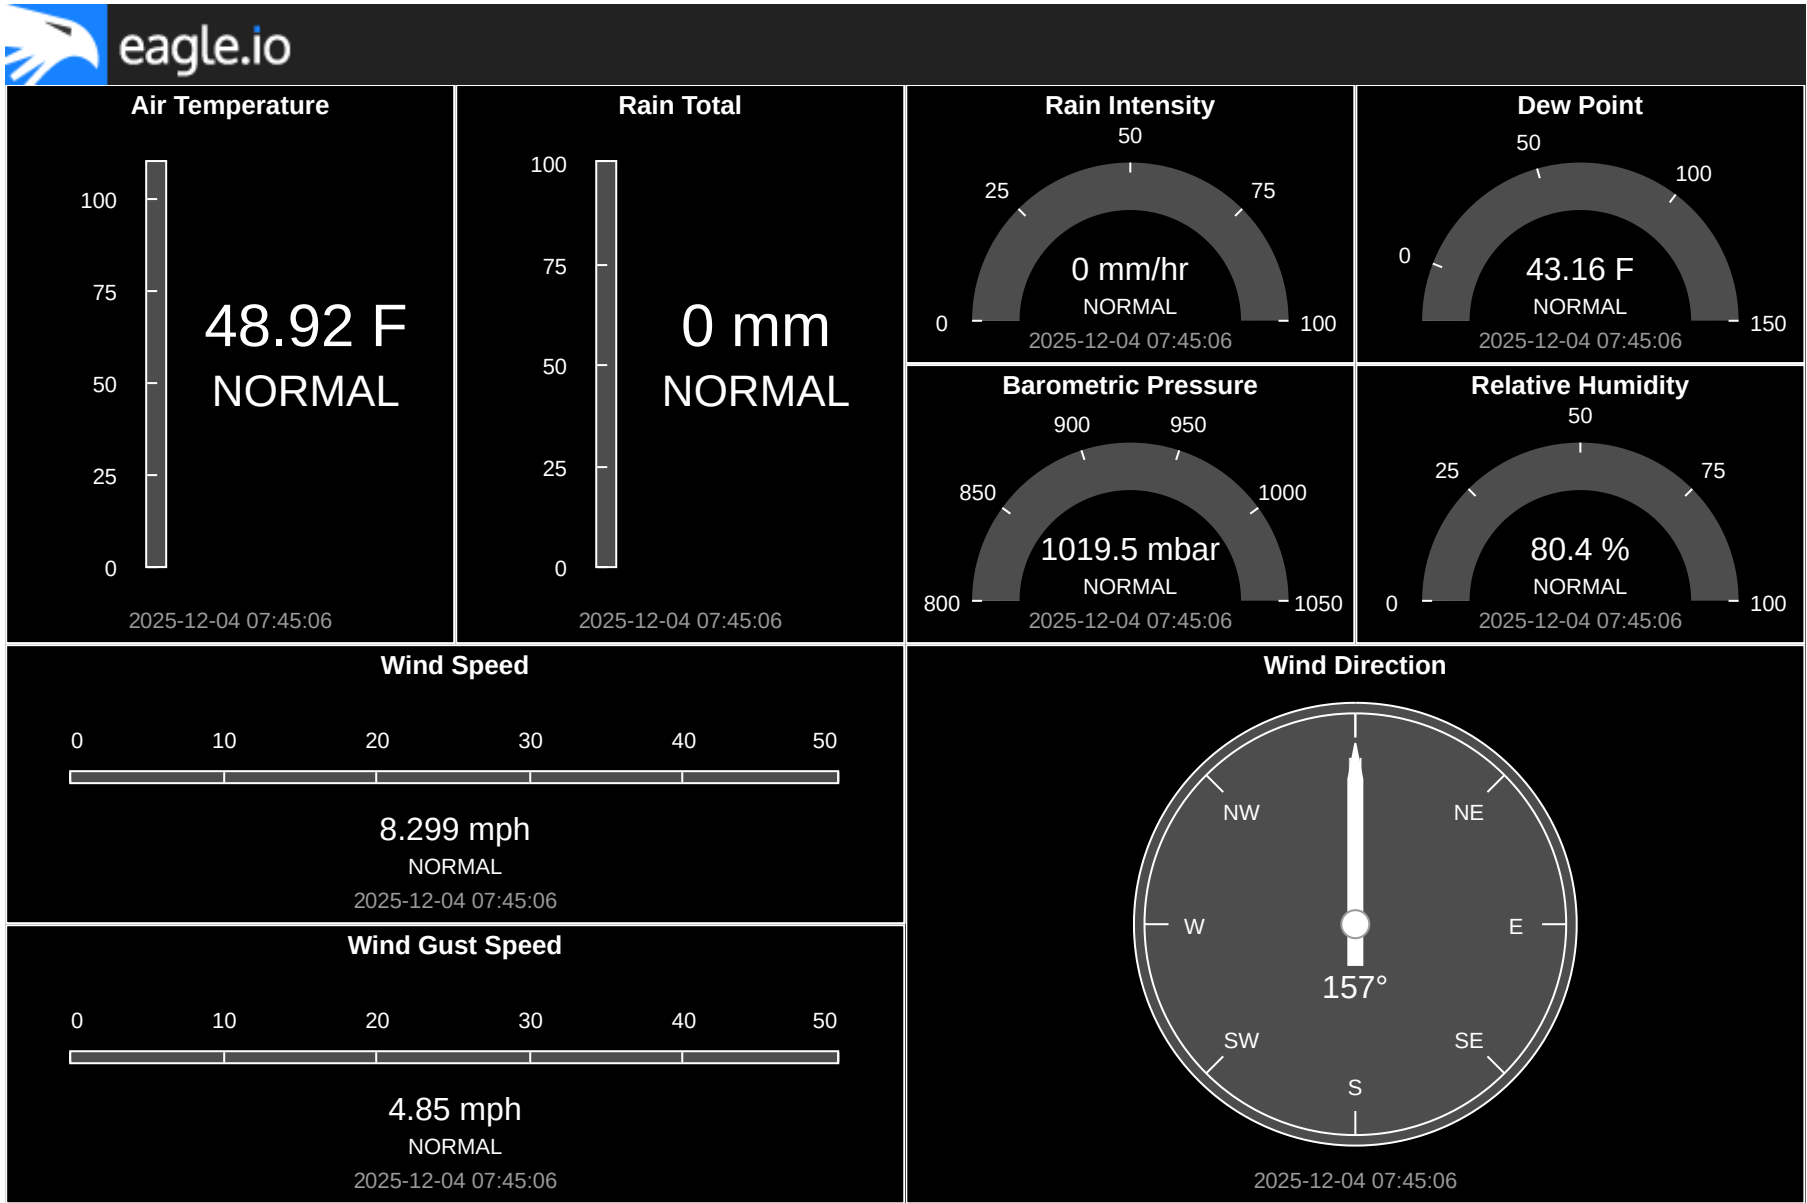 eagle.io
Air Temperature
100
75
50
25
0
48.92 F
NORMAL
2025-12-04 07:45:06
Rain Total
100
75
50
25
0
0 mm
NORMAL
2025-12-04 07:45:06
Rain Intensity
50
25
75
0
100
0 mm/hr
NORMAL
2025-12-04 07:45:06
Dew Point
50
100
0
150
43.16 F
NORMAL
2025-12-04 07:45:06
Barometric Pressure
900
950
850
1000
800
1050
1019.5 mbar
NORMAL
2025-12-04 07:45:06
Relative Humidity
50
25
75
0
100
80.4 %
NORMAL
2025-12-04 07:45:06
Wind Speed
0 10 20 30 40 50
8.299 mph
NORMAL
2025-12-04 07:45:06
Wind Gust Speed
0 10 20 30 40 50
4.85 mph
NORMAL
2025-12-04 07:45:06
Wind Direction
NW
NE
W
E
157°
SW
SE
S
2025-12-04 07:45:06